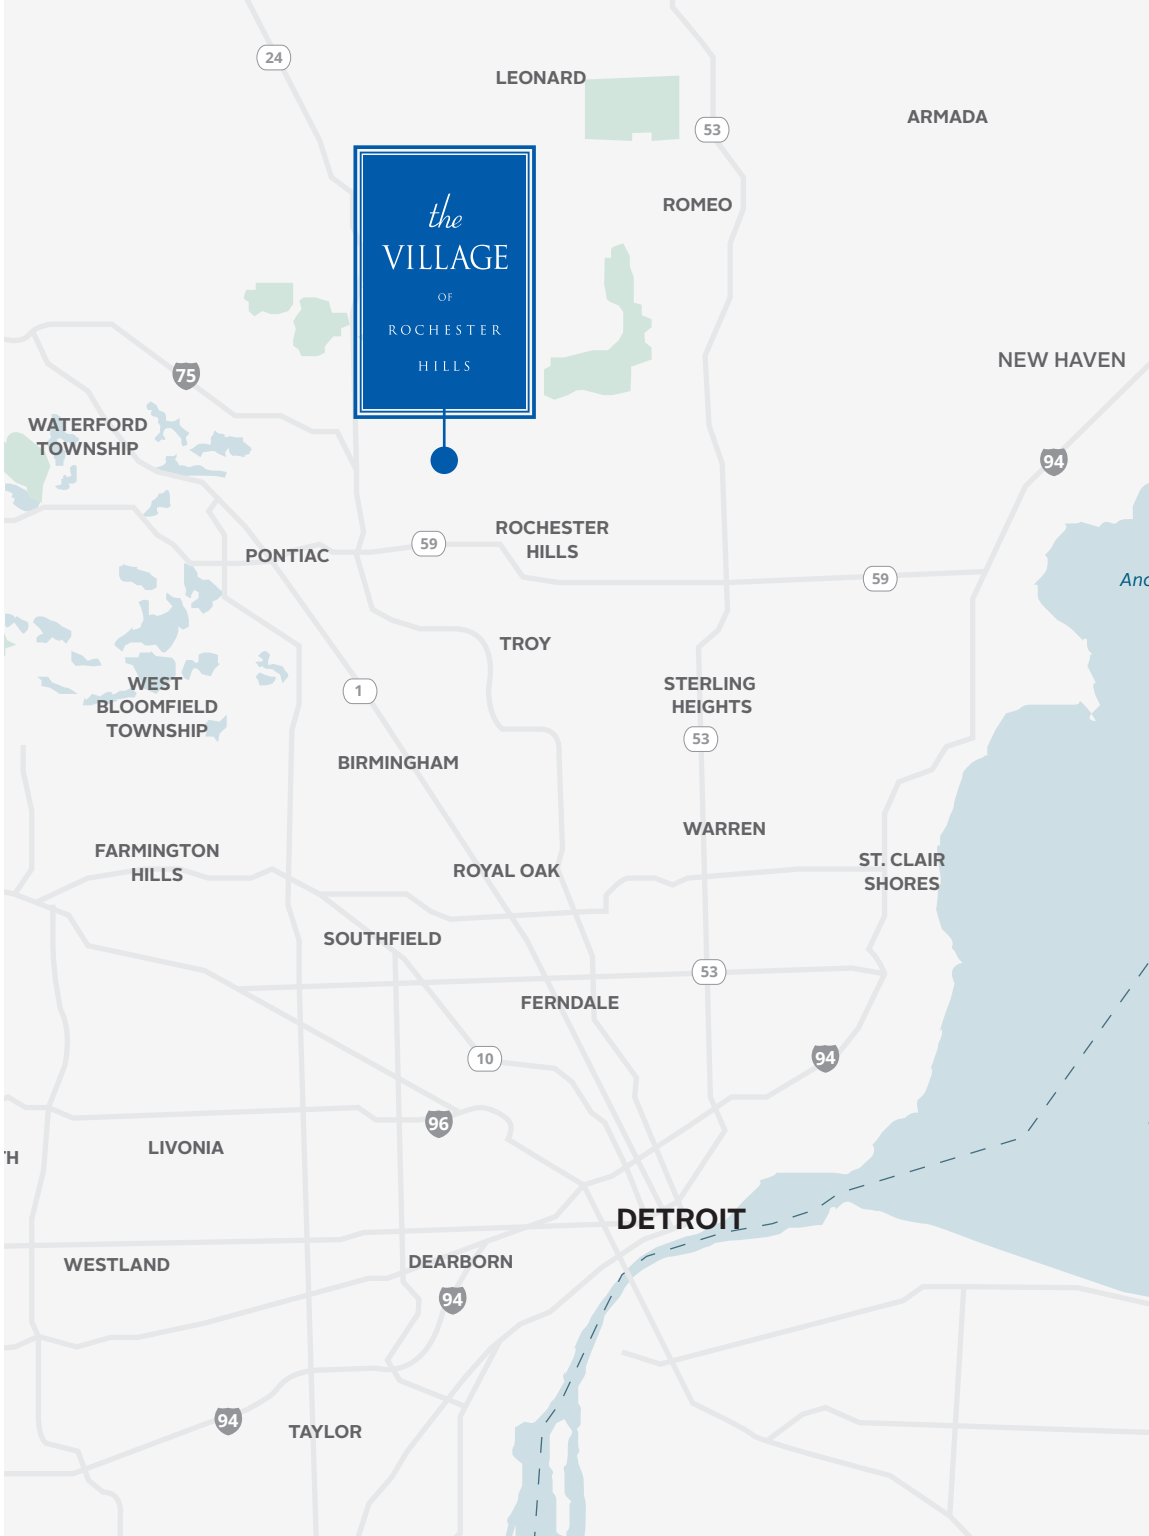 24
LEONARD
ARMADA
53
ROMEO
the
VILLAGE
OF
ROCHESTER
HILLS
NEW HAVEN
75
WATERFORD
TOWNSHIP
94
ROCHESTER
HILLS
59
PONTIAC
59
TROY
WEST
BLOOMFIELD
TOWNSHIP
1
STERLING
HEIGHTS
53
BIRMINGHAM
WARREN
FARMINGTON
HILLS
ROYAL OAK
ST. CLAIR
SHORES
SOUTHFIELD
53
FERNDALE
10
94
96
LIVONIA
TH
DETROIT
WESTLAND
DEARBORN
94
94
TAYLOR